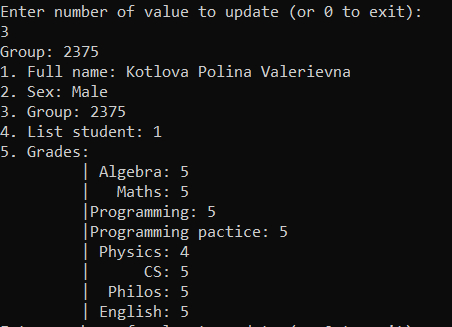 Enter number of value to update (or 0 to exit):
3
Group: 2375
1. Full name: Kotlova Polina Valerievna
2. Sex: Male
3. Group: 2375
4. List student: 1
5. Grades:
| Algebra: 5
| Maths: 5
|Programming: 5
|Programming pactice: 5
| Physics: 4
| CS: 5
| Philos: 5
| English: 5